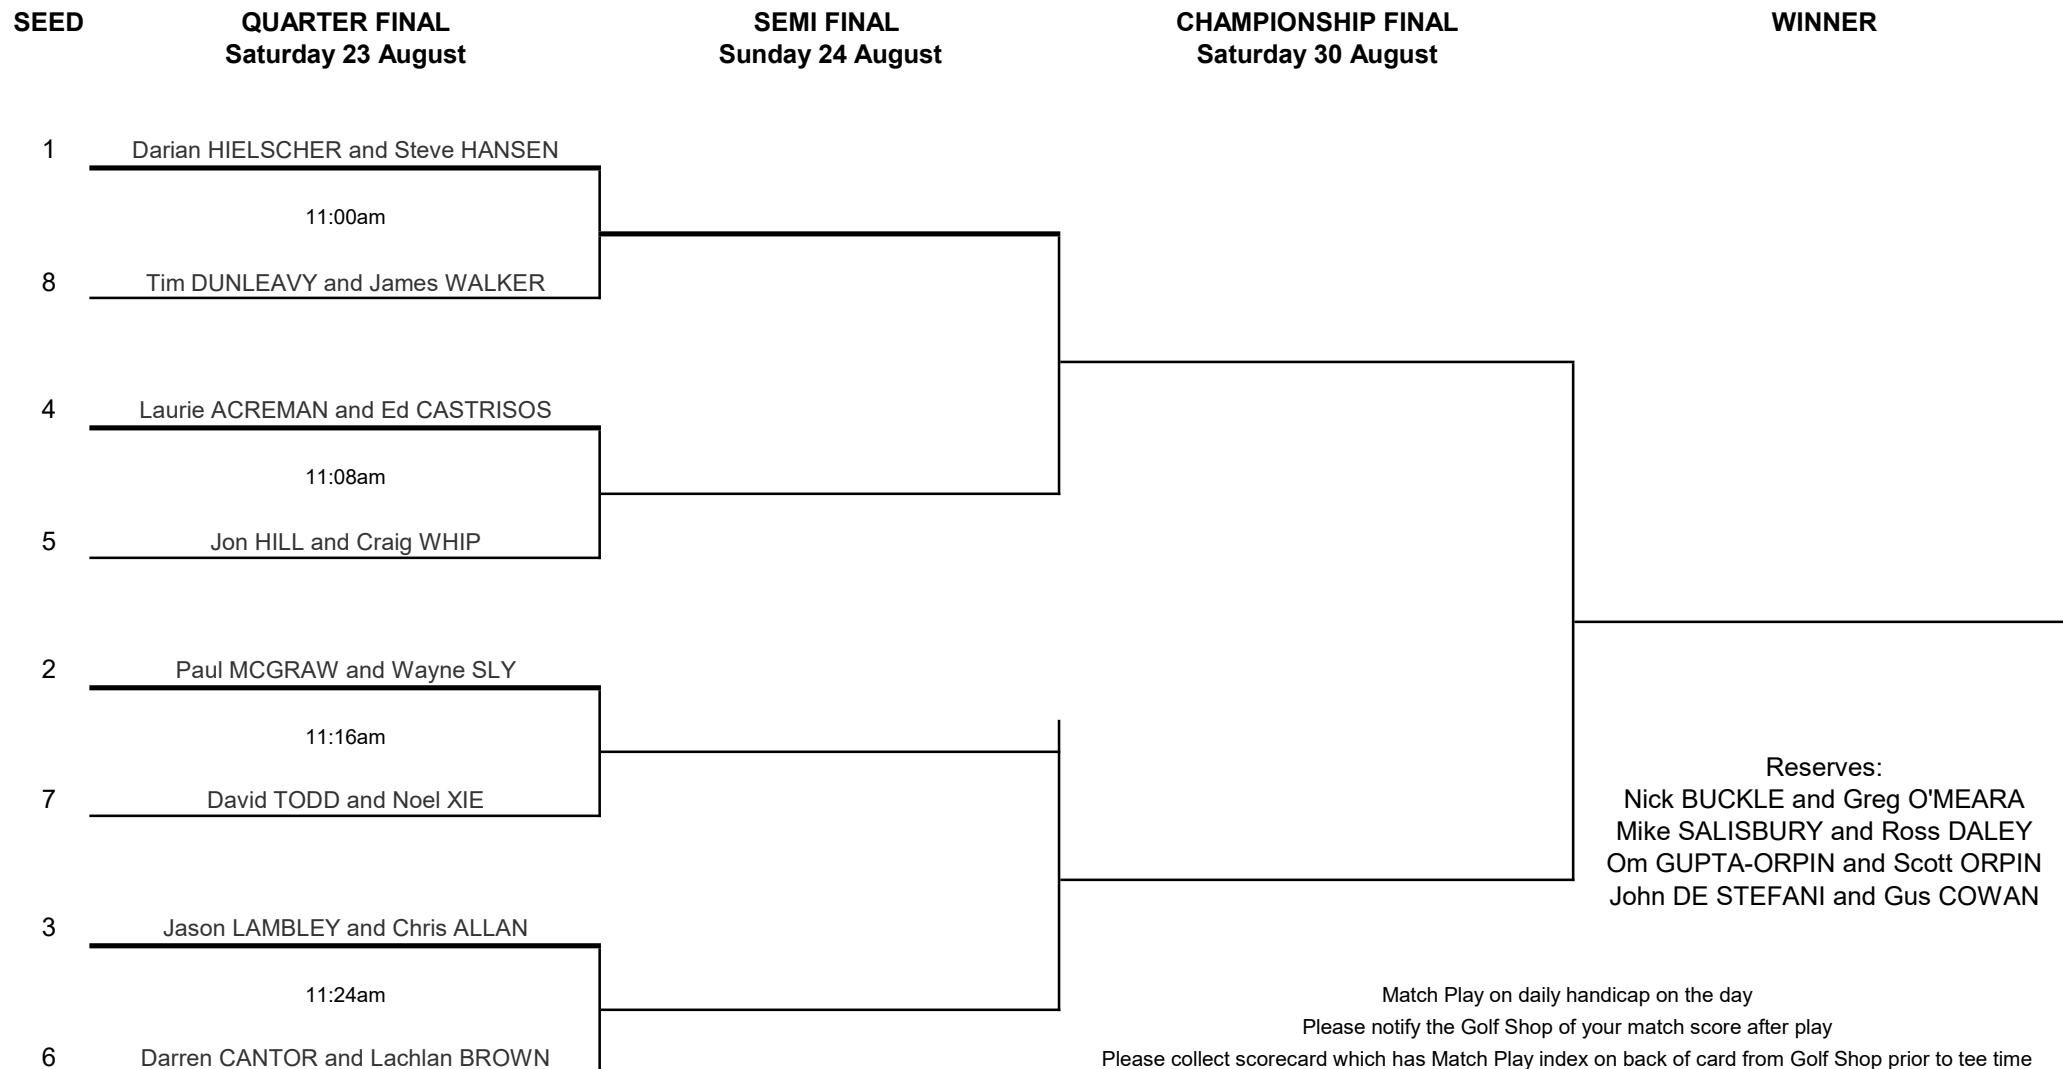 SEED QUARTER FINAL SEMI FINAL CHAMPIONSHIP FINAL WINNER
Saturday 23 August Sunday 24 August Saturday 30 August
1 Darian HIELSCHER and Steve HANSEN
11:00am
8 Tim DUNLEAVY and James WALKER
4 Laurie ACREMAN and Ed CASTRISOS
11:08am
5 Jon HILL and Craig WHIP
2 Paul MCGRAW and Wayne SLY
11:16am
7 David TODD and Noel XIE
3 Jason LAMBLEY and Chris ALLAN
11:24am
6 Darren CANTOR and Lachlan BROWN
Reserves:
Nick BUCKLE and Greg O'MEARA
Mike SALISBURY and Ross DALEY
Om GUPTA-ORPIN and Scott ORPIN
John DE STEFANI and Gus COWAN
Match Play on daily handicap on the day
Please notify the Golf Shop of your match score after play
Please collect scorecard which has Match Play index on back of card from Golf Shop prior to tee time